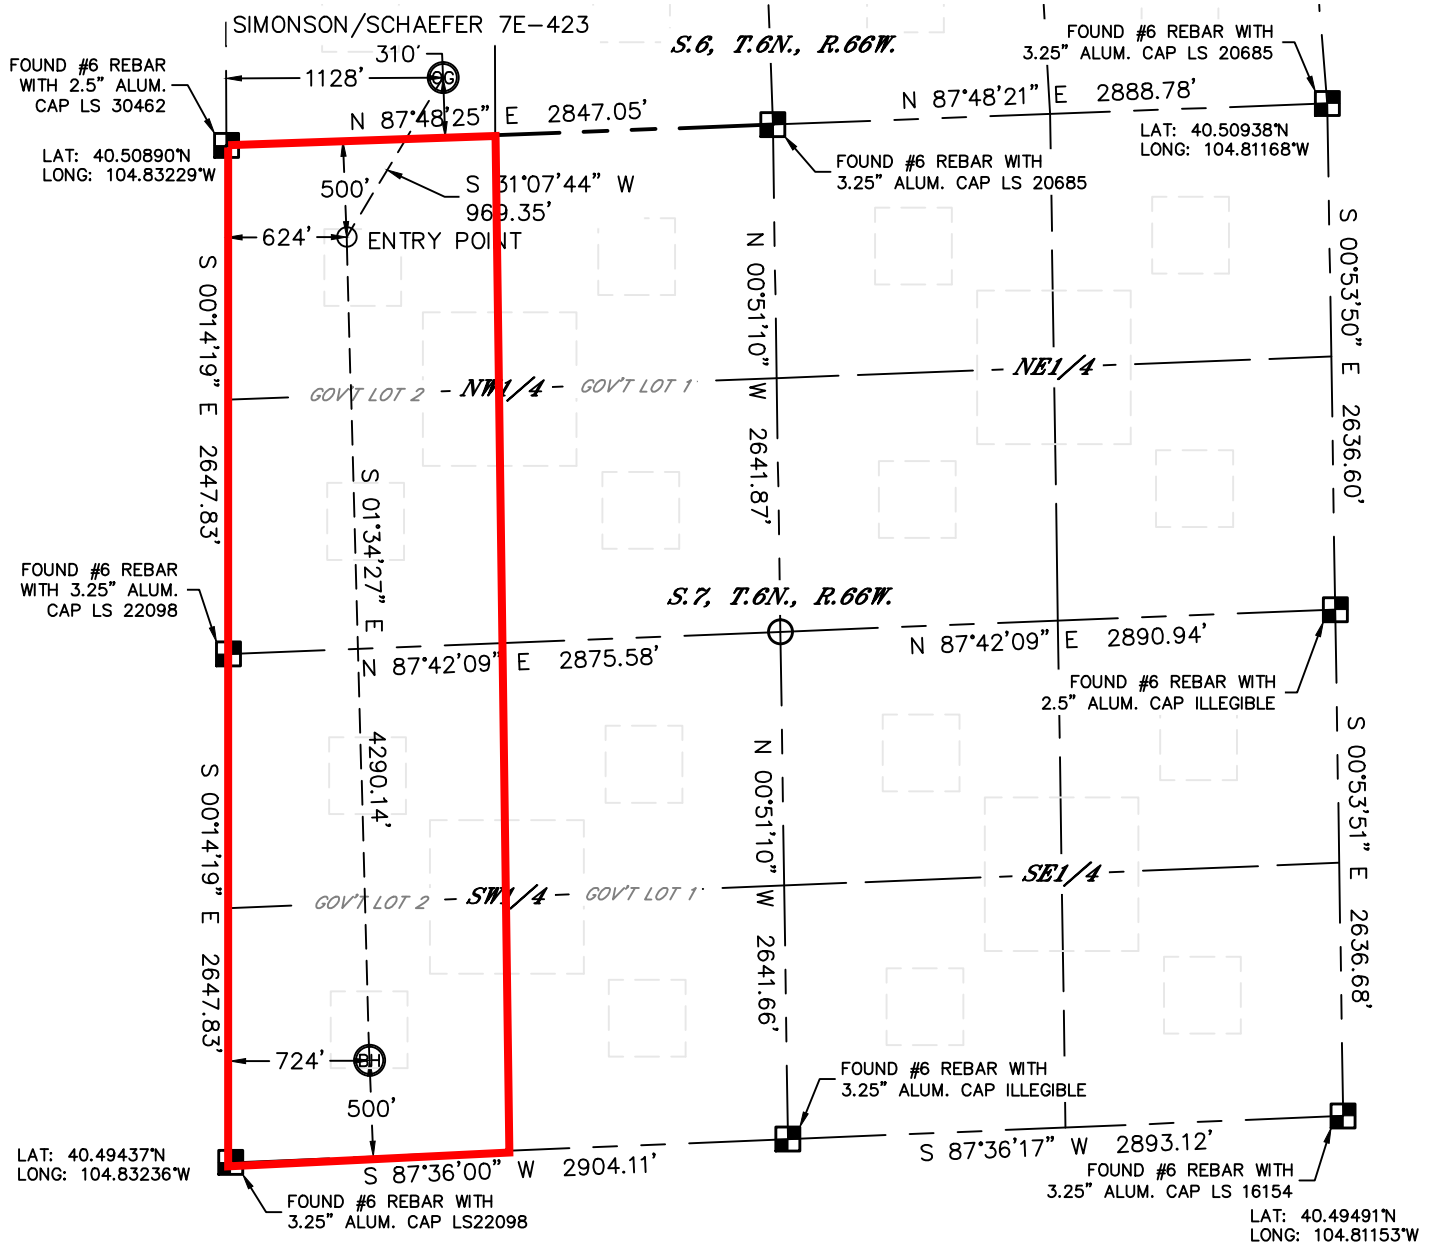 SIMONSON/SCHAEFER 7E-423
310'
S.6, T.6N., R.66W.
FOUND #6 REBAR WITH
3.25" ALUM. CAP LS 20685
FOUND #6 REBAR
WITH 2.5" ALUM.
CAP LS 30462
1128'
OG
N 87°48'25" E 2847.05'
N 87°48'21" E 2888.78'
LAT: 40.50890°N
LONG: 104.83229°W
LAT: 40.50938°N
LONG: 104.81168°W
FOUND #6 REBAR WITH
3.25" ALUM. CAP LS 20685
500'
S 31°07'44" W
969.35'
624'
ENTRY POINT
S 00°14'19" E 2647.83'
N 00°51'10" W 2641.87'
S 00°53'50" E 2636.60'
GOV'T LOT 2
NW1/4
GOV'T LOT 1
NE1/4
S 01°34'27" E 4290.14'
FOUND #6 REBAR
WITH 3.25" ALUM.
CAP LS 22098
S.7, T.6N., R.66W.
N 87°42'09" E 2875.58'
N 87°42'09" E 2890.94'
FOUND #6 REBAR WITH
2.5" ALUM. CAP ILLEGIBLE
S 00°14'19" E 2647.83'
N 00°51'10" W 2641.66'
S 00°53'51" E 2636.68'
GOV'T LOT 2
SW1/4
GOV'T LOT 1
SE1/4
724'
BH
500'
FOUND #6 REBAR WITH
3.25" ALUM. CAP ILLEGIBLE
LAT: 40.49437°N
LONG: 104.83236°W
S 87°36'00" W 2904.11'
S 87°36'17" W 2893.12'
FOUND #6 REBAR WITH
3.25" ALUM. CAP LS22098
FOUND #6 REBAR WITH
3.25" ALUM. CAP LS 16154
LAT: 40.49491°N
LONG: 104.81153°W